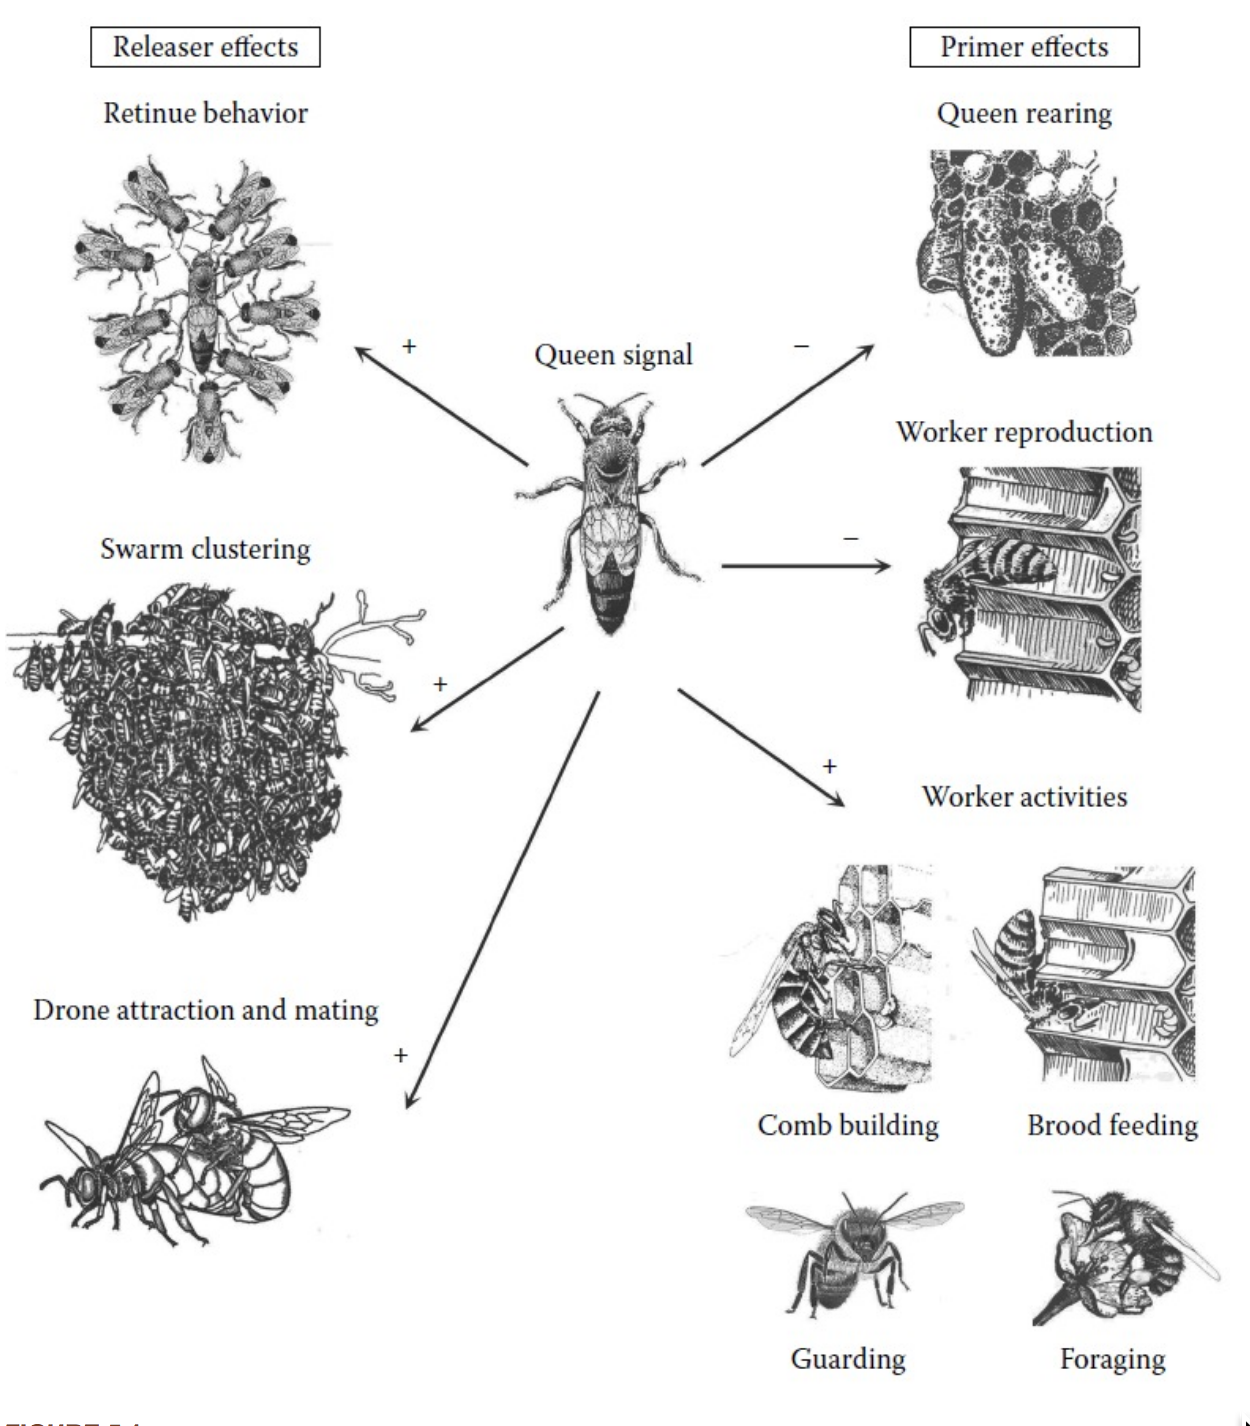 Releaser effects
Primer effects
Retinue behavior
Queen rearing
+
Queen signal
–
Worker reproduction
–
Swarm clustering
+
+
Worker activities
Drone attraction and mating
+
Comb building
Brood feeding
Guarding
Foraging